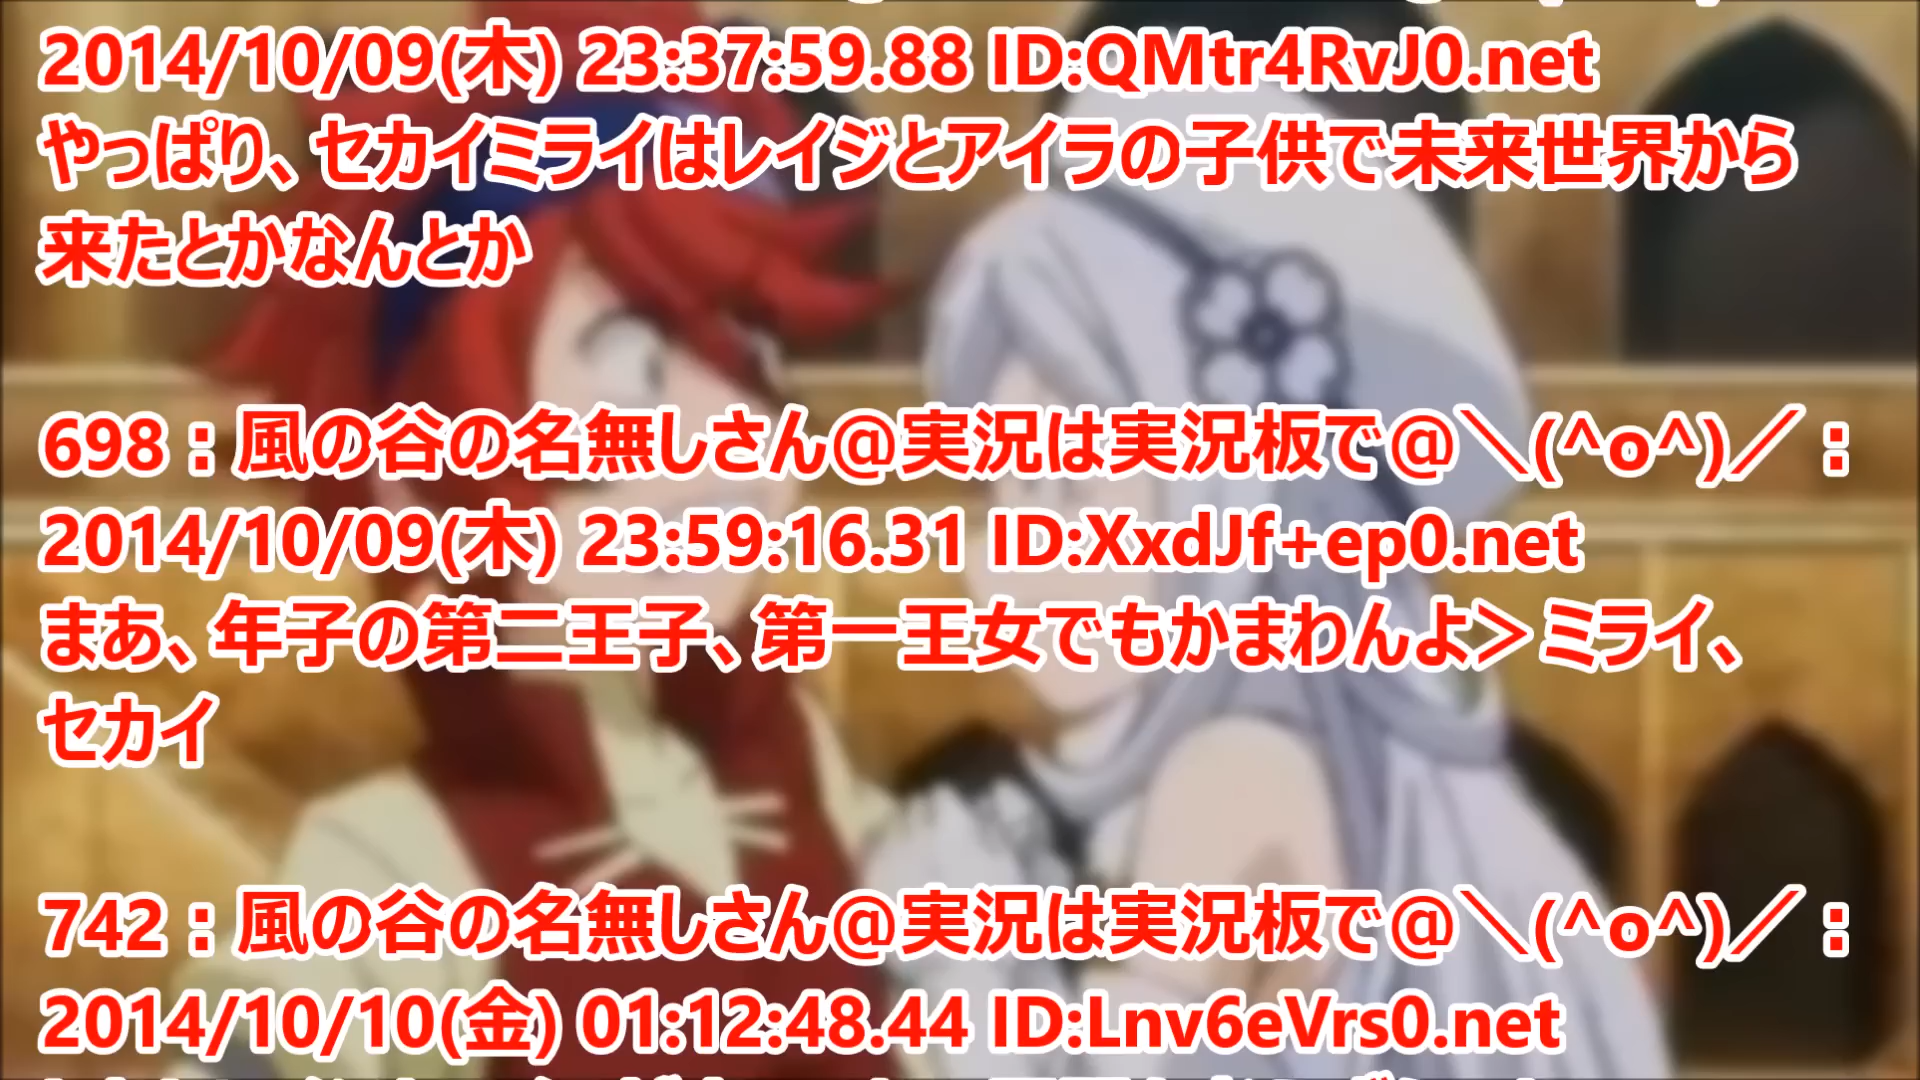 2014/10/09(木) 23:37:59.88 ID:QMtr4RvJ0.net
やっぱり、セカイミライはレイジとアイラの子供で未来世界から
来たとかなんとか
698：風の谷の名無しさん@実況は実況板で@＼(^o^)／：
2014/10/09(木) 23:59:16.31 ID:XxdJf+ep0.net
まあ、年子の第二王子、第一王女でもかまわんよ＞ミライ、
セカイ
742：風の谷の名無しさん@実況は実況板で@＼(^o^)／：
2014/10/10(金) 01:12:48.44 ID:Lnv6eVrs0.net